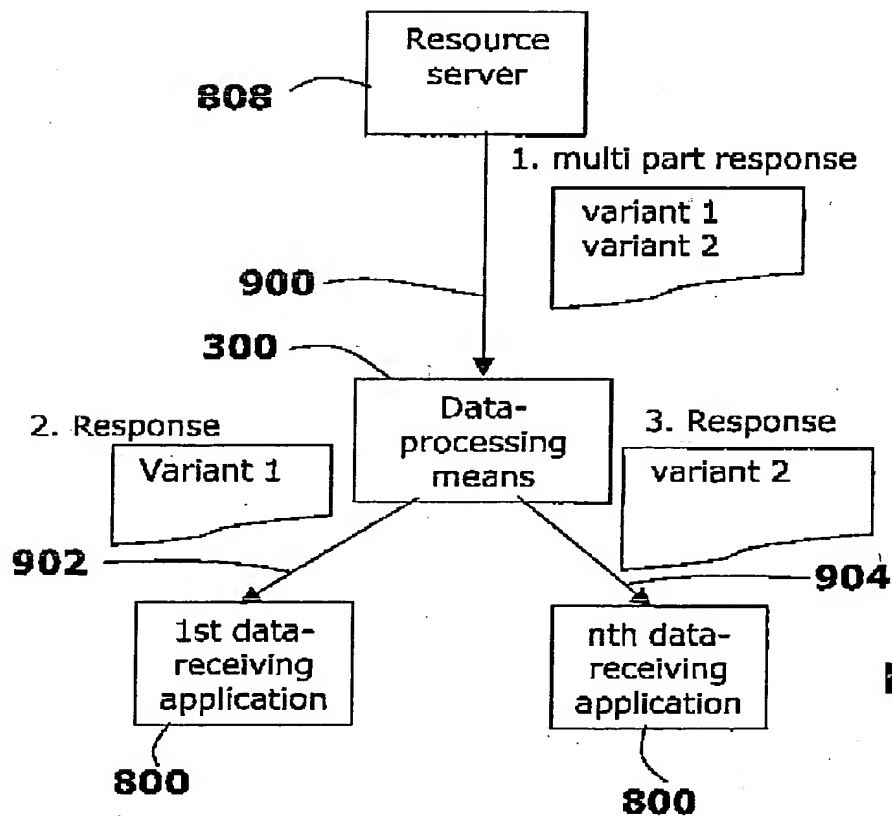 Resource
server
808
1. multi part response
variant 1
variant 2
900
300
Data-
processing
means
2. Response
Variant 1
3. Response
variant 2
902
904
1st data-
receiving
application
nth data-
receiving
application
800
800